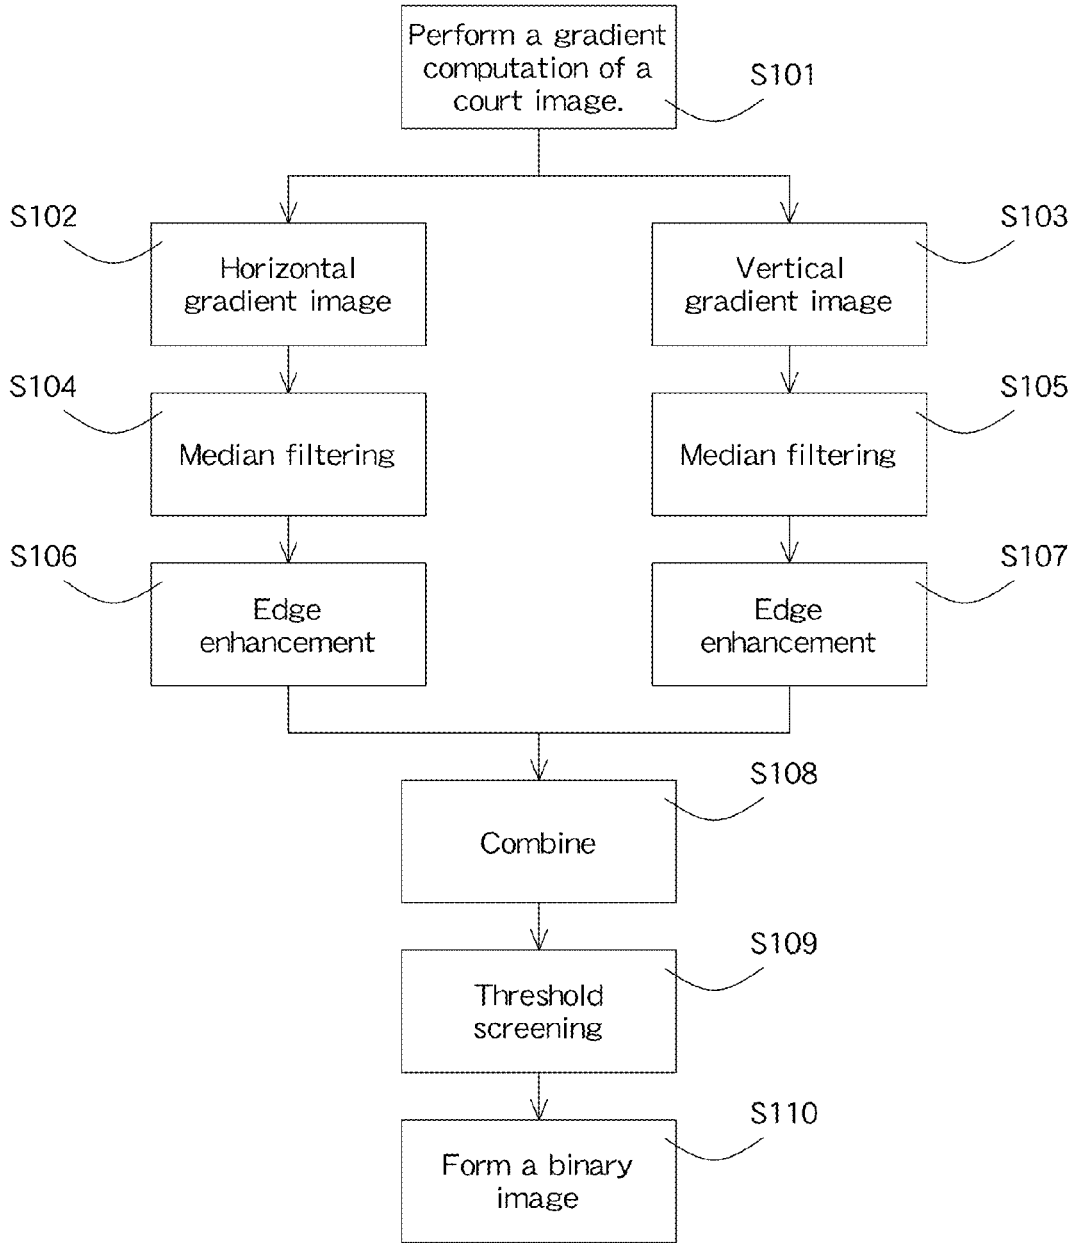 Perform a gradient
computation of a
court image.
S101
S102
Horizontal
gradient image
S103
Vertical
gradient image
S104
Median filtering
S105
Median filtering
S106
Edge
enhancement
S107
Edge
enhancement
S108
Combine
S109
Threshold
screening
S110
Form a binary
image